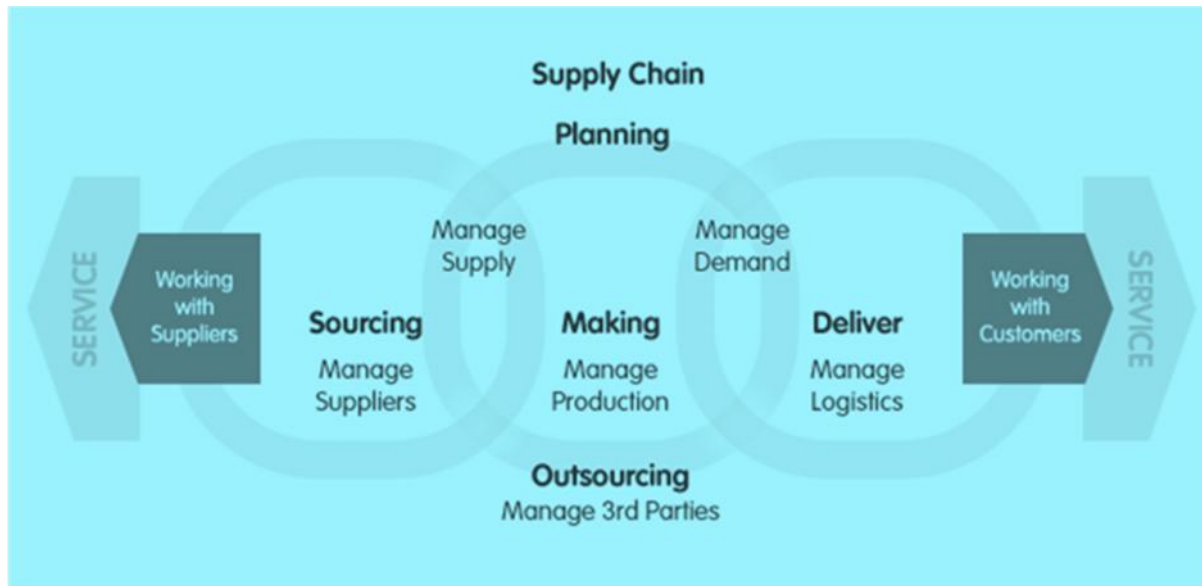 Supply Chain
Planning
Manage
Supply
Manage
Demand
SERVICE
Working
with
Suppliers
Sourcing
Manage
Suppliers
Making
Manage
Production
Deliver
Manage
Logistics
Working
with
Customers
SERVICE
Outsourcing
Manage 3rd Parties